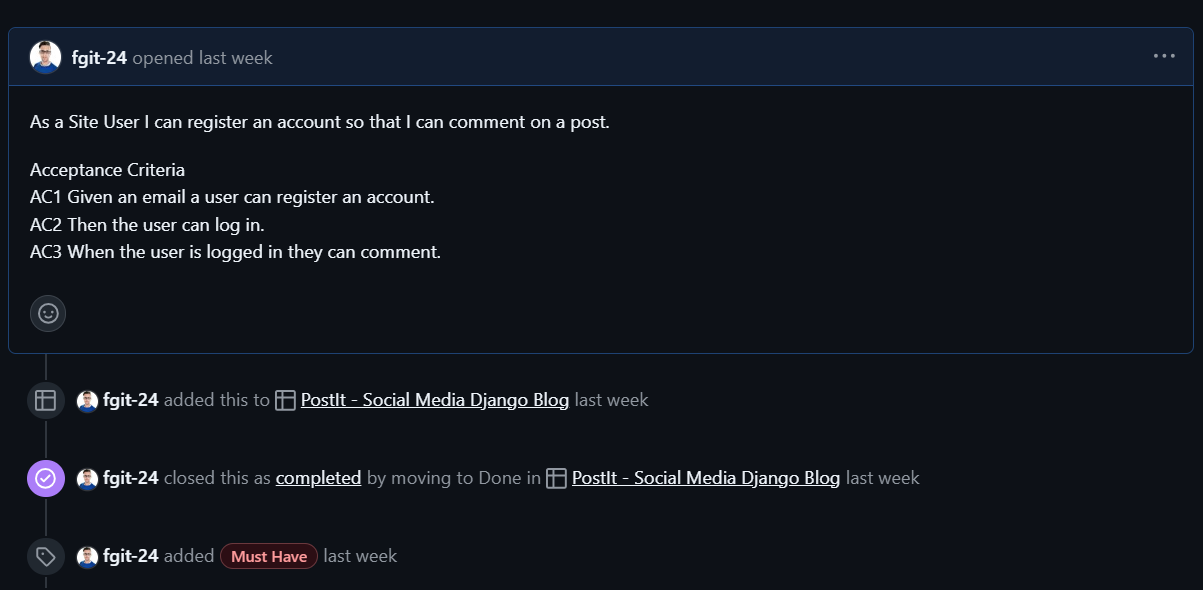 fgit-24 opened last week
As a Site User I can register an account so that I can comment on a post.
Acceptance Criteria
AC1 Given an email a user can register an account.
AC2 Then the user can log in.
AC3 When the user is logged in they can comment.
fgit-24 added this to PostIt - Social Media Django Blog last week
fgit-24 closed this as completed by moving to Done in PostIt - Social Media Django Blog last week
fgit-24 added Must Have last week